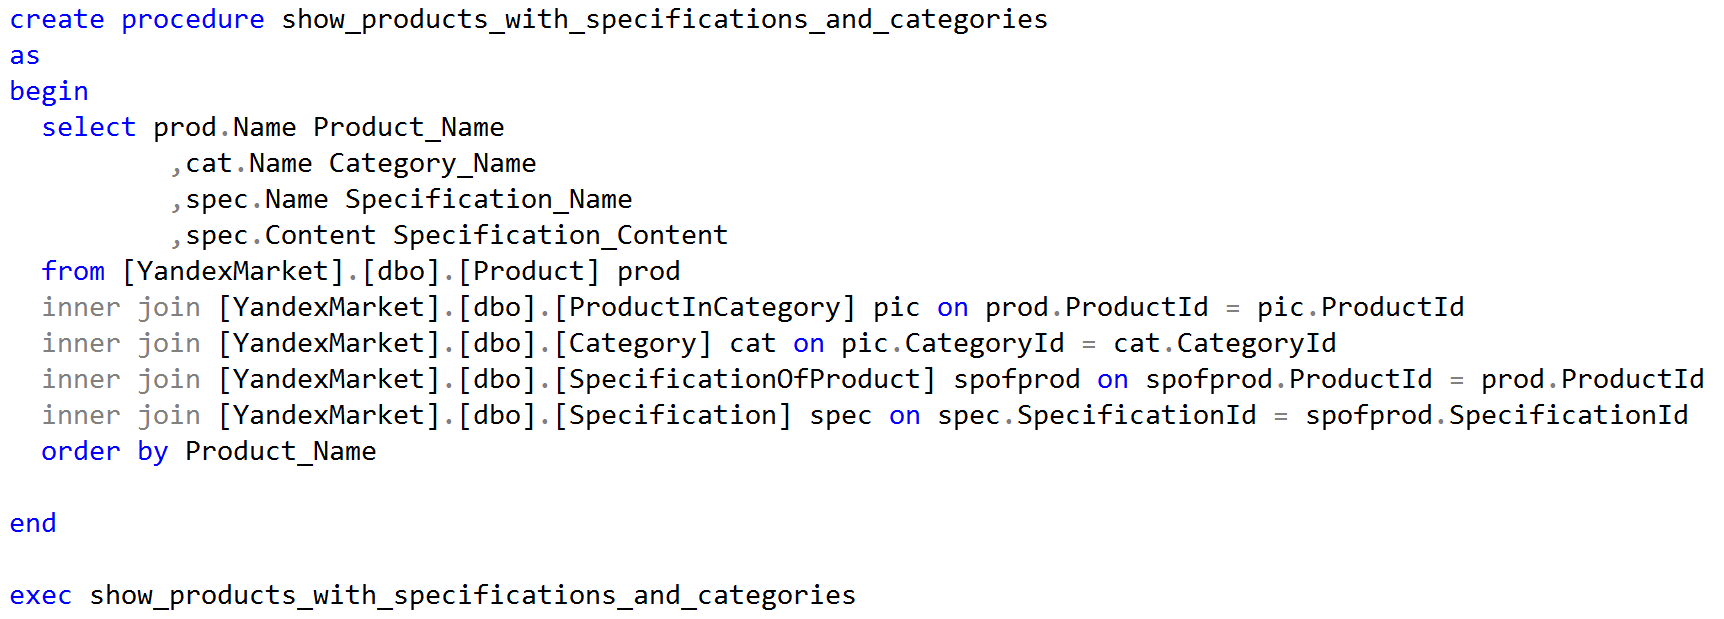 create procedure show_products_with_specifications_and_categories
as
begin
  select prod.Name Product_Name
          ,cat.Name Category_Name
          ,spec.Name Specification_Name
          ,spec.Content Specification_Content
  from [YandexMarket].[dbo].[Product] prod
  inner join [YandexMarket].[dbo].[ProductInCategory] pic on prod.ProductId = pic.ProductId
  inner join [YandexMarket].[dbo].[Category] cat on pic.CategoryId = cat.CategoryId
  inner join [YandexMarket].[dbo].[SpecificationOfProduct] spofprod on spofprod.ProductId = prod.ProductId
  inner join [YandexMarket].[dbo].[Specification] spec on spec.SpecificationId = spofprod.SpecificationId
  order by Product_Name

end

exec show_products_with_specifications_and_categories